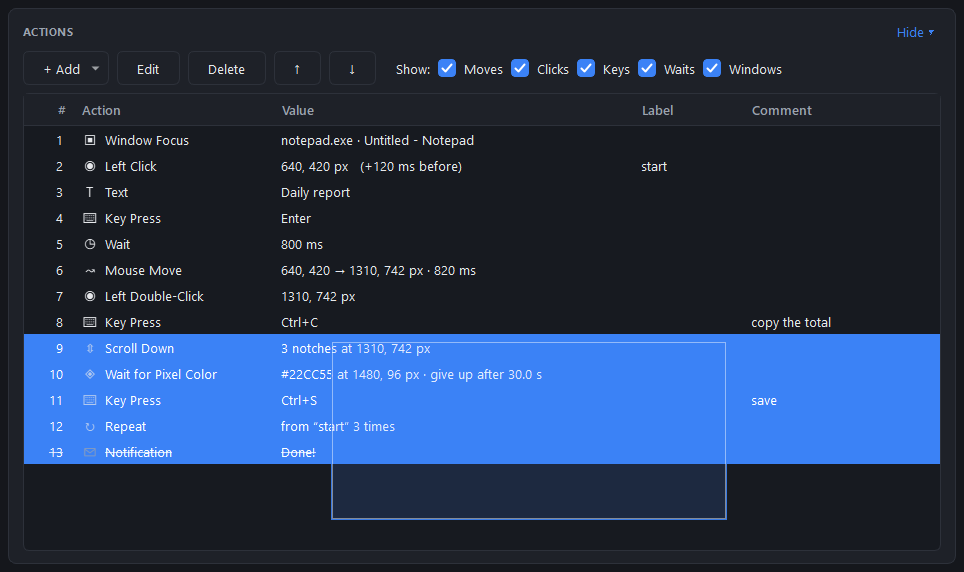 ACTIONS Hide
+ Add Edit Delete ↑ ↓ Show: Moves Clicks Keys Waits Windows
# Action Value Label Comment
1 Window Focus notepad.exe · Untitled - Notepad
2 Left Click 640, 420 px (+120 ms before) start
3 T Text Daily report
4 Key Press Enter
5 Wait 800 ms
6 Mouse Move 640, 420 → 1310, 742 px · 820 ms
7 Left Double-Click 1310, 742 px
8 Key Press Ctrl+C copy the total
9 Scroll Down 3 notches at 1310, 742 px
10 Wait for Pixel Color #22CC55 at 1480, 96 px · give up after 30.0 s
11 Key Press Ctrl+S save
12 Repeat from “start” 3 times
13 Notification Done!